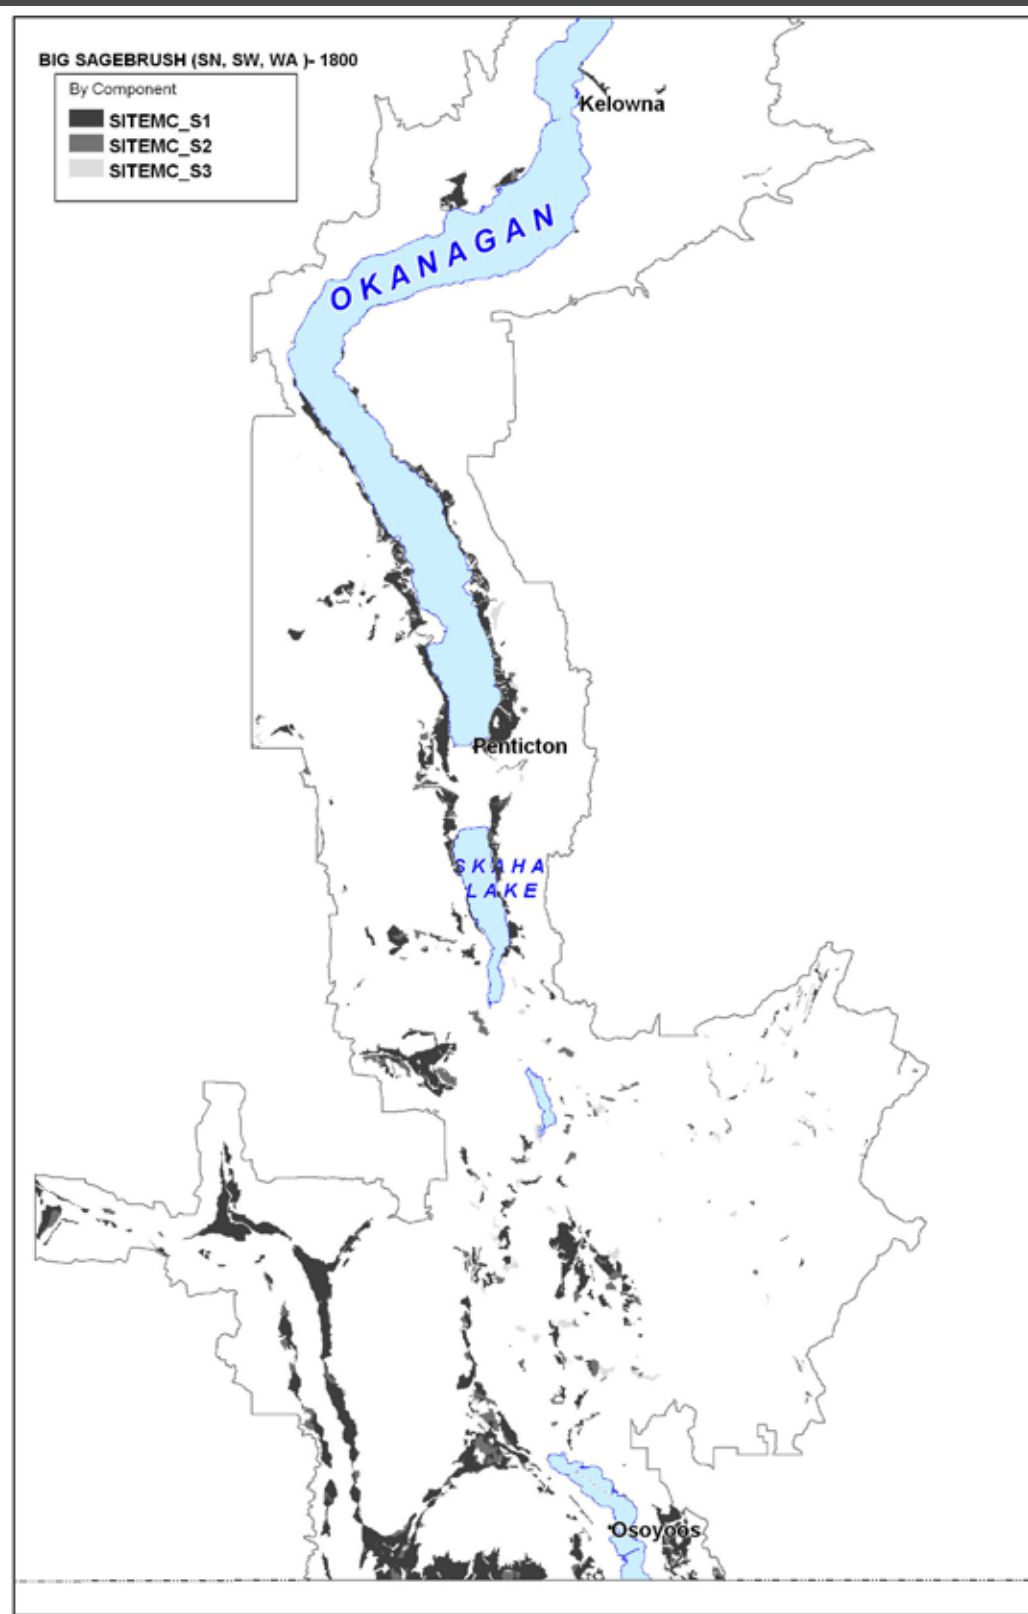 BIG SAGEBRUSH (SN, SW, WA )- 1800
By Component
SITEMC_S1
SITEMC_S2
SITEMC_S3
Kelowna
OKANAGAN
Penticton
SKAHA
LAKE
Osoyoos